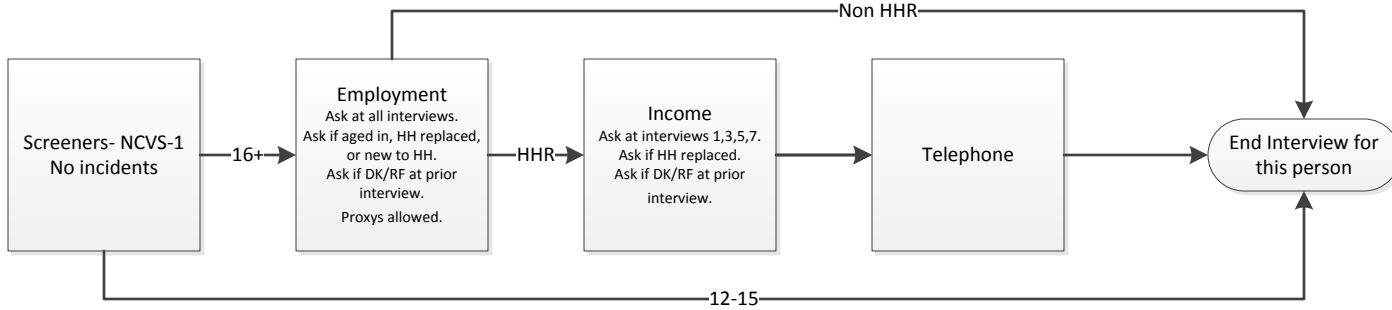 Non HHR
Screeners- NCVS-1
No incidents
16+
Employment
Ask at all interviews.
Ask if aged in, HH replaced,
or new to HH.
Ask if DK/RF at prior
interview.
Proxys allowed.
HHR
Income
Ask at interviews 1,3,5,7.
Ask if HH replaced.
Ask if DK/RF at prior
interview.
Telephone
End Interview for
this person
12-15